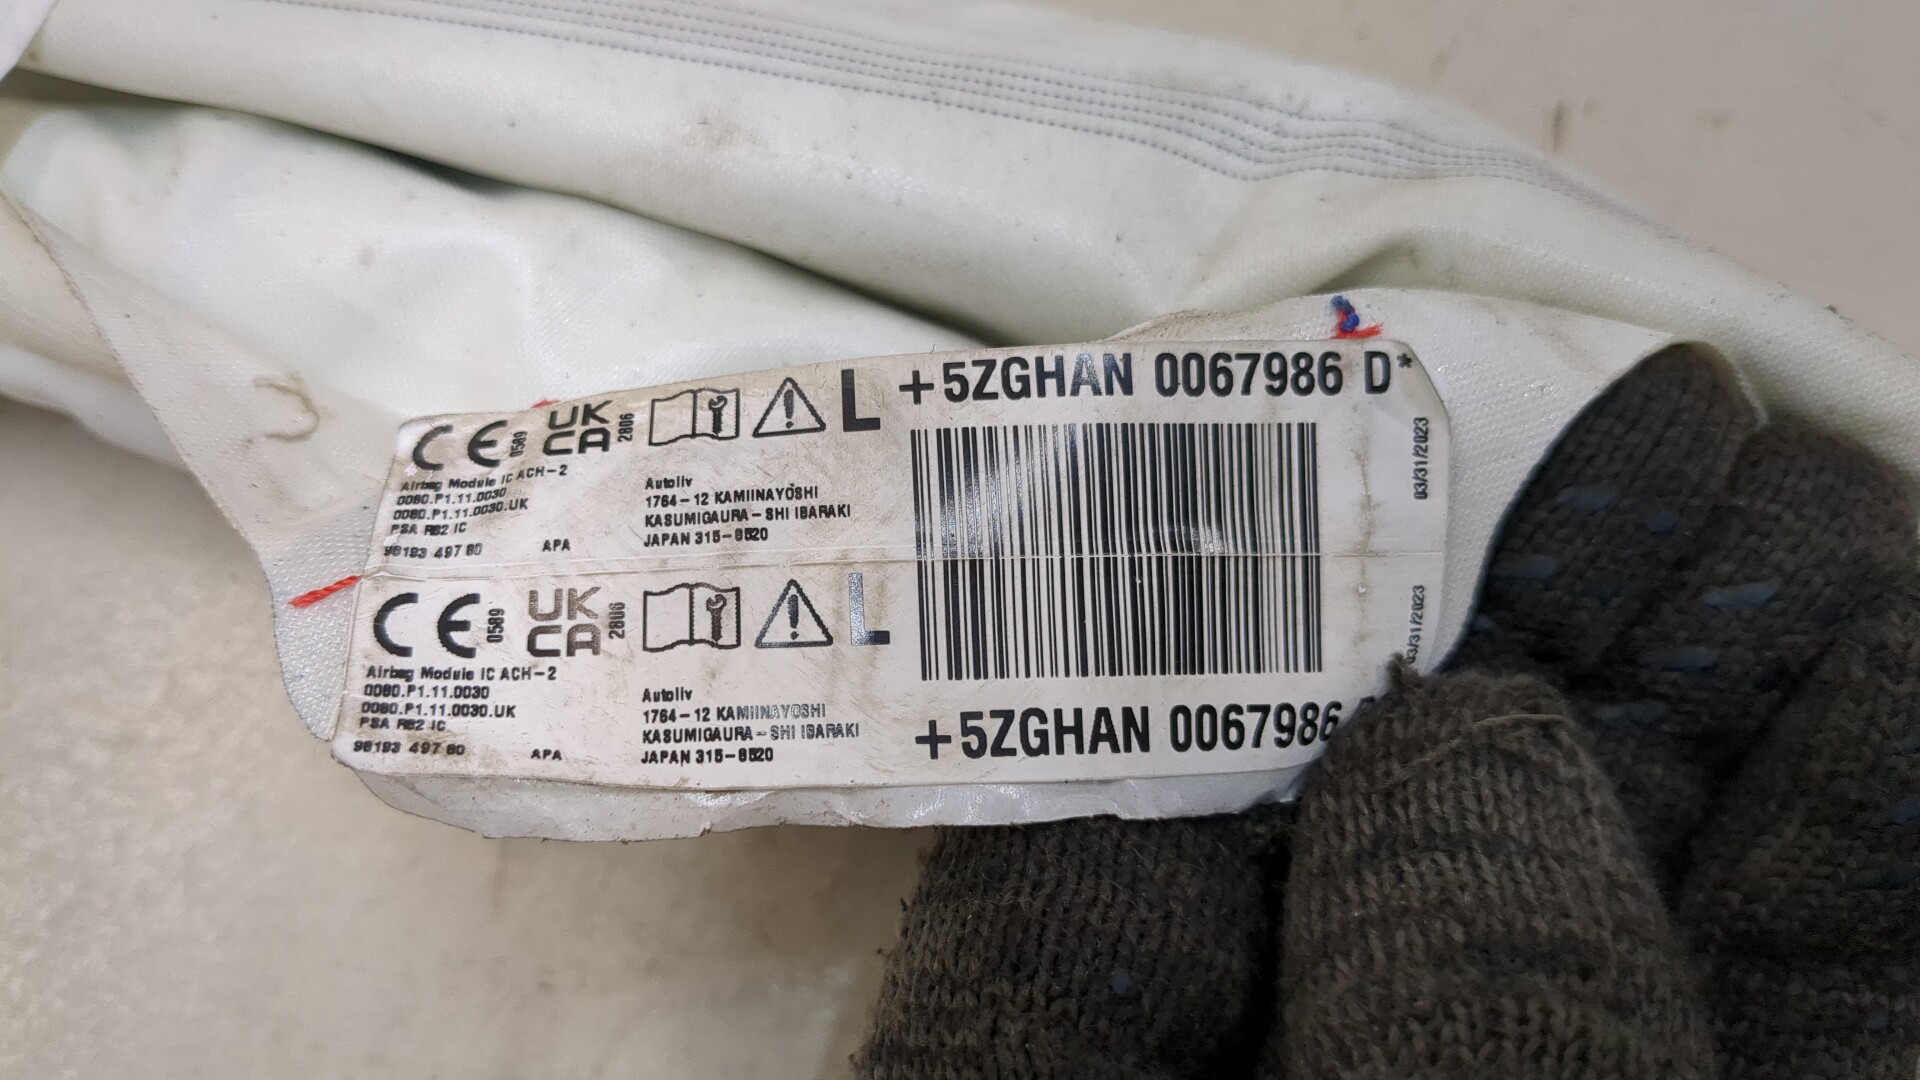 +5ZGHAN 0067986 D*
CE 0589 UKCA 2806 L
Airbag Module IC ACH-2
0080.P1.11.0030
0080.P1.11.0030.UK
PSA R82 IC
98193 497 80 APA
Autoliv
1764-12 KAMIINAYOSHI
KASUMIGAURA-SHI IBARAKI
JAPAN 315-8520
03/31/2023
CE 0589 UKCA 2806 L
Airbag Module IC ACH-2
0080.P1.11.0030
0080.P1.11.0030.UK
PSA R82 IC
98193 497 80 APA
Autoliv
1764-12 KAMIINAYOSHI
KASUMIGAURA-SHI IBARAKI
JAPAN 315-8520
03/31/2023
+5ZGHAN 0067986